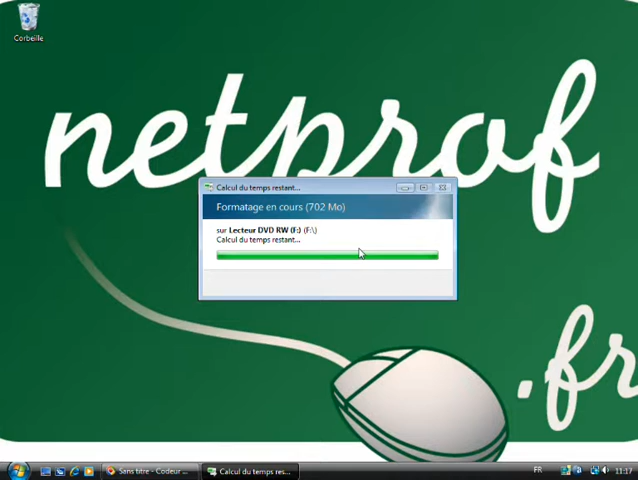 Corbeille
netprof
.fr
Calcul du temps restant...
Formatage en cours (702 Mo)
sur Lecteur DVD RW (F:) (F:\)
Calcul du temps restant...
Sans titre - Codeur ...
Calcul du temps res...
FR
11:17